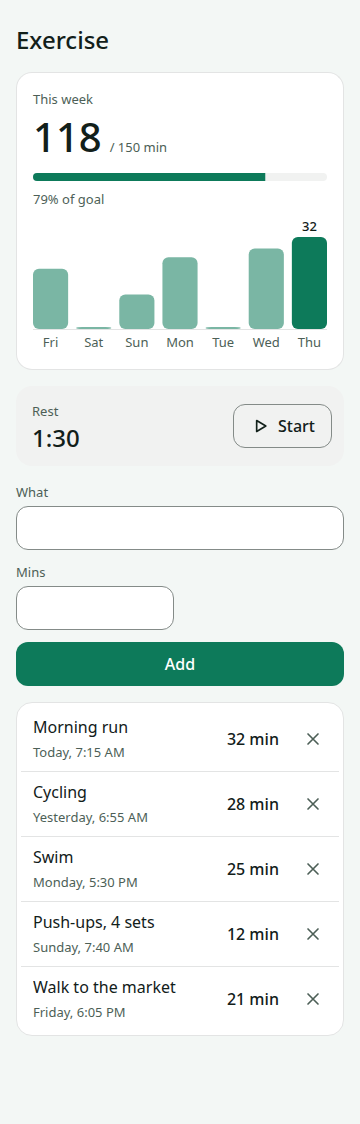 Exercise
This week
118 / 150 min
79% of goal
32
Fri Sat Sun Mon Tue Wed Thu
Rest
1:30
Start
What
Mins
Add
Morning run
Today, 7:15 AM
32 min
Cycling
Yesterday, 6:55 AM
28 min
Swim
Monday, 5:30 PM
25 min
Push-ups, 4 sets
Sunday, 7:40 AM
12 min
Walk to the market
Friday, 6:05 PM
21 min